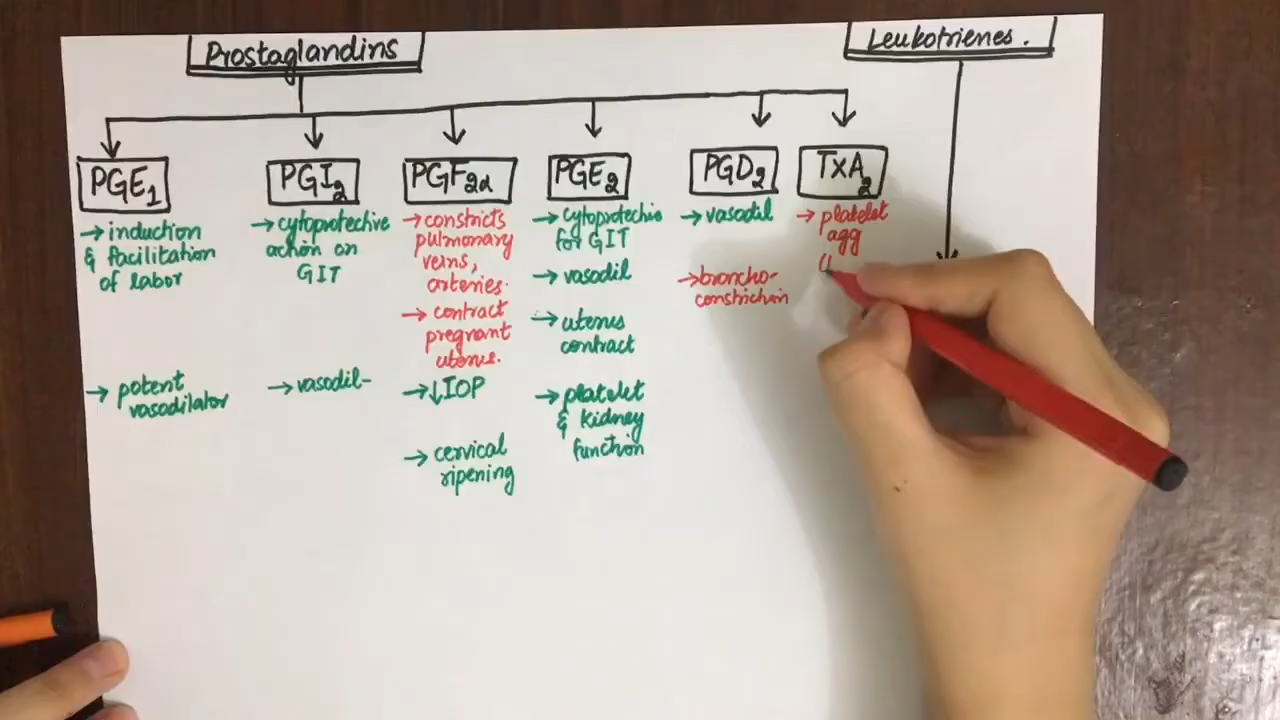 Prostaglandins
Leukotrienes.
PGE1
→ induction
& facilitation
of labor
→ potent
vasodilator
PGI2
→ cytoprotective
action on
GIT
→ vasodil-
PGF2α
→ constricts
pulmonary
veins,
arteries.
→ contract
pregnant
uterus.
→ ↓IOP
→ cervical
ripening
PGE2
→ cytoprotective
for GIT
→ vasodil
→ uterus
contract
→ platelet
& kidney
function
PGD2
→ vasodil
→ broncho-
constriction
TxA2
→ platelet
agg